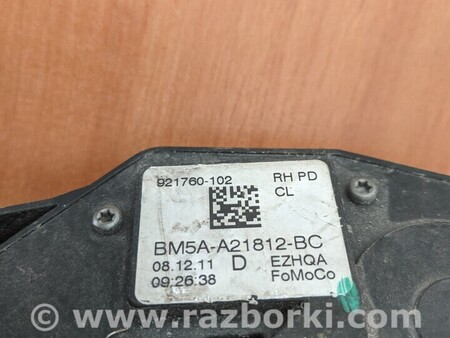 921760-102 RH PD
CL
BM5A-A21812-BC
08.12.11 D EZHQA
09:26:38 FoMoCo
www.razborki.com